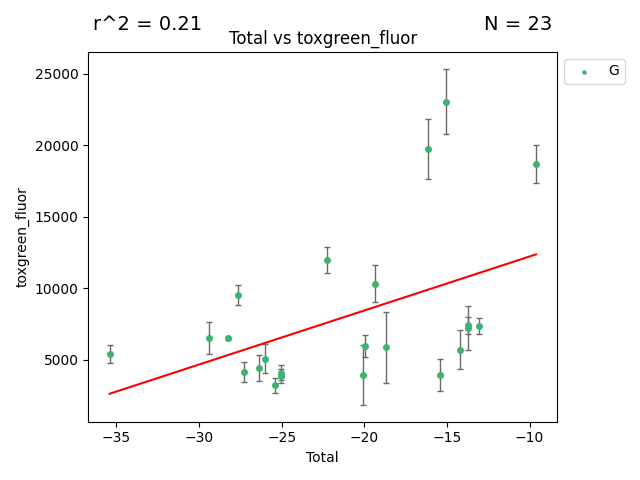 r^2 = 0.21
N = 23
Total vs toxgreen_fluor
G
25000
20000
15000
10000
5000
toxgreen_fluor
−35
−30
−25
−20
−15
−10
Total